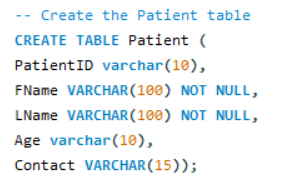 -- Create the Patient table
CREATE TABLE Patient (
PatientID varchar(10),
FName VARCHAR(100) NOT NULL,
LName VARCHAR(100) NOT NULL,
Age varchar(10),
Contact VARCHAR(15));